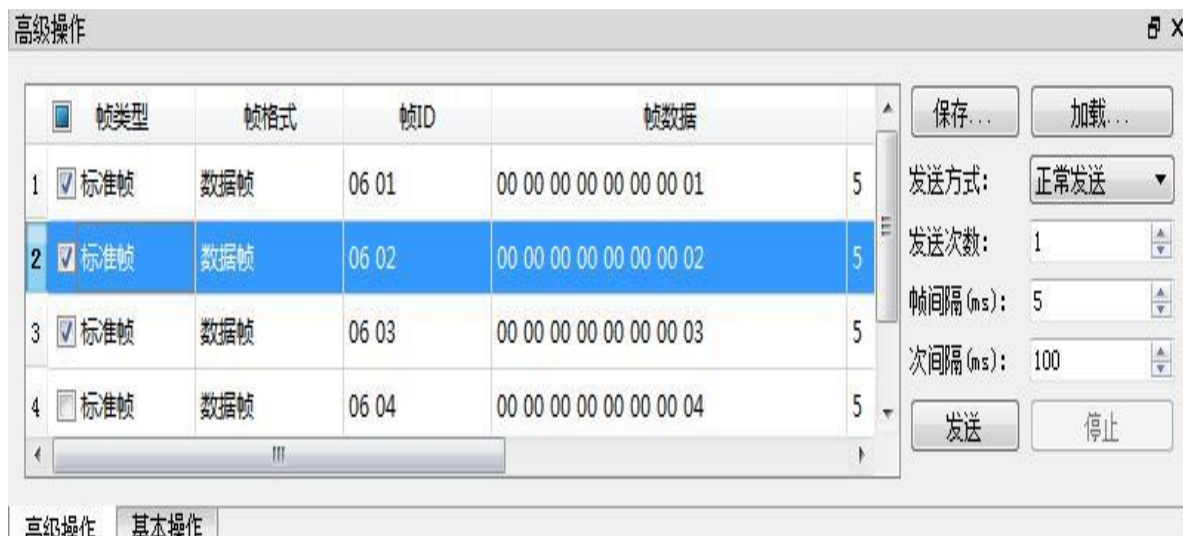 高级操作
帧类型 帧格式 帧ID 帧数据
1 标准帧 数据帧 06 01 00 00 00 00 00 00 00 01 5
2 标准帧 数据帧 06 02 00 00 00 00 00 00 00 02 5
3 标准帧 数据帧 06 03 00 00 00 00 00 00 00 03 5
4 标准帧 数据帧 06 04 00 00 00 00 00 00 00 04 5
保存... 加载...
发送方式: 正常发送
发送次数: 1
帧间隔(ms): 5
次间隔(ms): 100
发送 停止
高级操作 基本操作